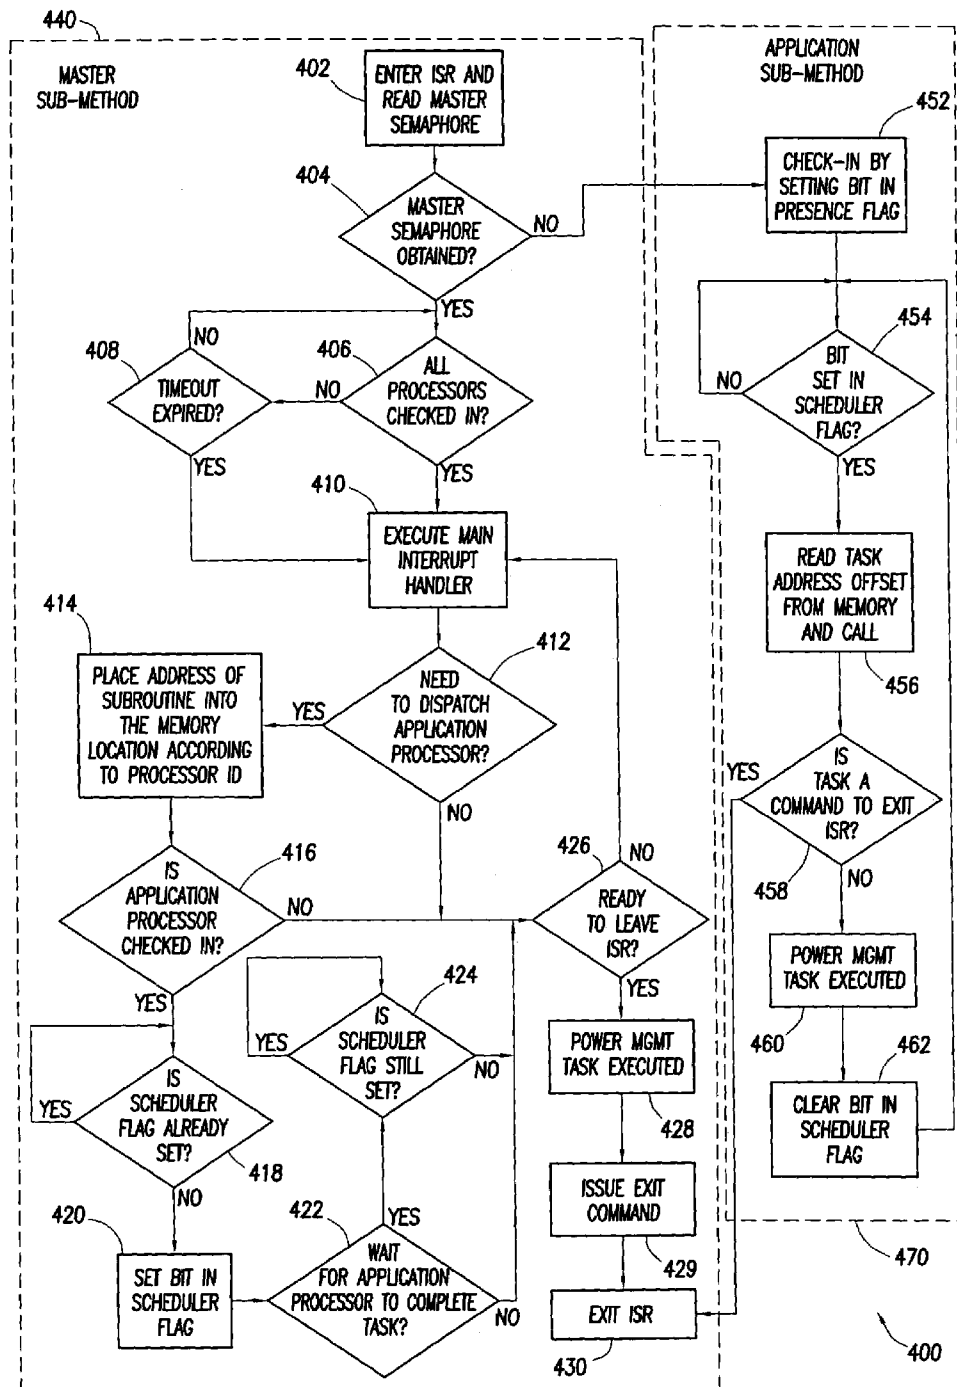 440
MASTER
SUB-METHOD
402
ENTER ISR AND
READ MASTER
SEMAPHORE
404
MASTER
SEMAPHORE
OBTAINED?
NO
YES
NO
408
TIMEOUT
EXPIRED?
YES
406
NO
ALL
PROCESSORS
CHECKED IN?
YES
410
EXECUTE MAIN
INTERRUPT
HANDLER
414
PLACE ADDRESS OF
SUBROUTINE INTO
THE MEMORY
LOCATION ACCORDING
TO PROCESSOR ID
YES
412
NEED
TO DISPATCH
APPLICATION
PROCESSOR?
NO
416
IS
APPLICATION
PROCESSOR
CHECKED IN?
NO
YES
426
NO
READY
TO LEAVE
ISR?
YES
424
YES
IS
SCHEDULER
FLAG STILL
SET?
NO
YES
IS
SCHEDULER
FLAG ALREADY
SET?
418
NO
POWER MGMT
TASK EXECUTED
428
420
SET BIT IN
SCHEDULER
FLAG
422
YES
WAIT
FOR APPLICATION
PROCESSOR TO COMPLETE
TASK?
NO
ISSUE EXIT
COMMAND
429
EXIT ISR
430
APPLICATION
SUB-METHOD
452
CHECK-IN BY
SETTING BIT IN
PRESENCE FLAG
454
BIT
SET IN
SCHEDULER
FLAG?
NO
YES
READ TASK
ADDRESS OFFSET
FROM MEMORY
AND CALL
456
YES
IS
TASK A
COMMAND TO EXIT
ISR?
458
NO
POWER MGMT
TASK EXECUTED
460
462
CLEAR BIT IN
SCHEDULER
FLAG
470
400